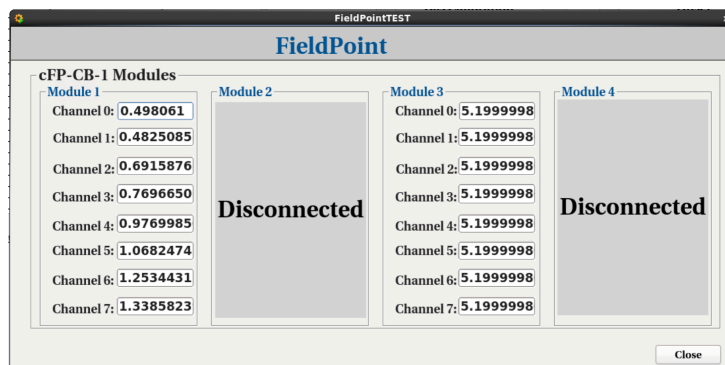 FieldPointTEST
FieldPoint
cFP-CB-1 Modules
Module 1
Channel 0: 0.498061
Channel 1: 0.4825085
Channel 2: 0.6915876
Channel 3: 0.7696650
Channel 4: 0.9769985
Channel 5: 1.0682474
Channel 6: 1.2534431
Channel 7: 1.3385823
Module 2
Disconnected
Module 3
Channel 0: 5.1999998
Channel 1: 5.1999998
Channel 2: 5.1999998
Channel 3: 5.1999998
Channel 4: 5.1999998
Channel 5: 5.1999998
Channel 6: 5.1999998
Channel 7: 5.1999998
Module 4
Disconnected
Close